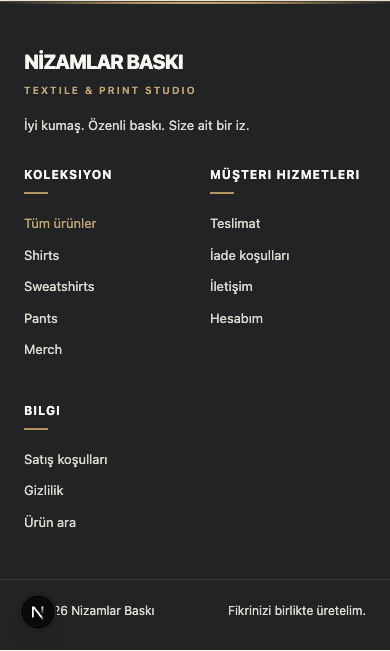 NİZAMLAR BASKI
TEXTILE & PRINT STUDIO
İyi kumaş. Özenli baskı. Size ait bir iz.
KOLEKSIYON
Tüm ürünler
Shirts
Sweatshirts
Pants
Merch
MÜŞTERI HIZMETLERI
Teslimat
İade koşulları
İletişim
Hesabım
BILGI
Satış koşulları
Gizlilik
Ürün ara
N
26 Nizamlar Baskı
Fikrinizi birlikte üretelim.